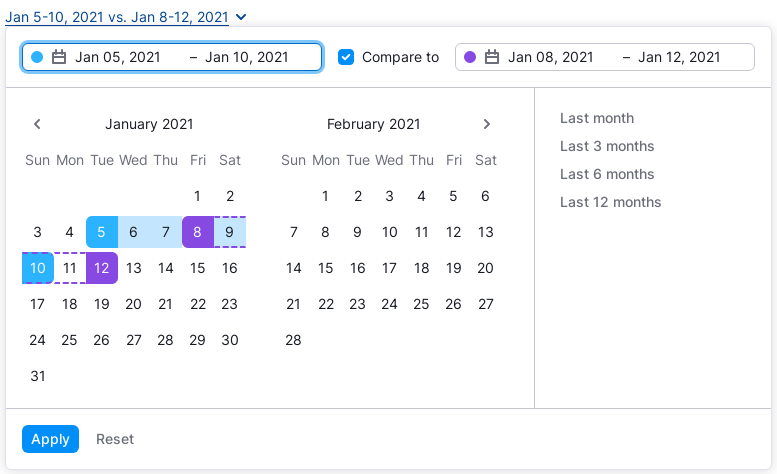 Jan 5-10, 2021 vs. Jan 8-12, 2021
Jan 05, 2021 – Jan 10, 2021 Compare to Jan 08, 2021 – Jan 12, 2021
January 2021 February 2021
Sun Mon Tue Wed Thu Fri Sat Sun Mon Tue Wed Thu Fri Sat
1 2 1 2 3 4 5 6
3 4 5 6 7 8 9 7 8 9 10 11 12 13
10 11 12 13 14 15 16 14 15 16 17 18 19 20
17 18 19 20 21 22 23 21 22 23 24 25 26 27
24 25 26 27 28 29 30 28
31
Last month
Last 3 months
Last 6 months
Last 12 months
Apply Reset